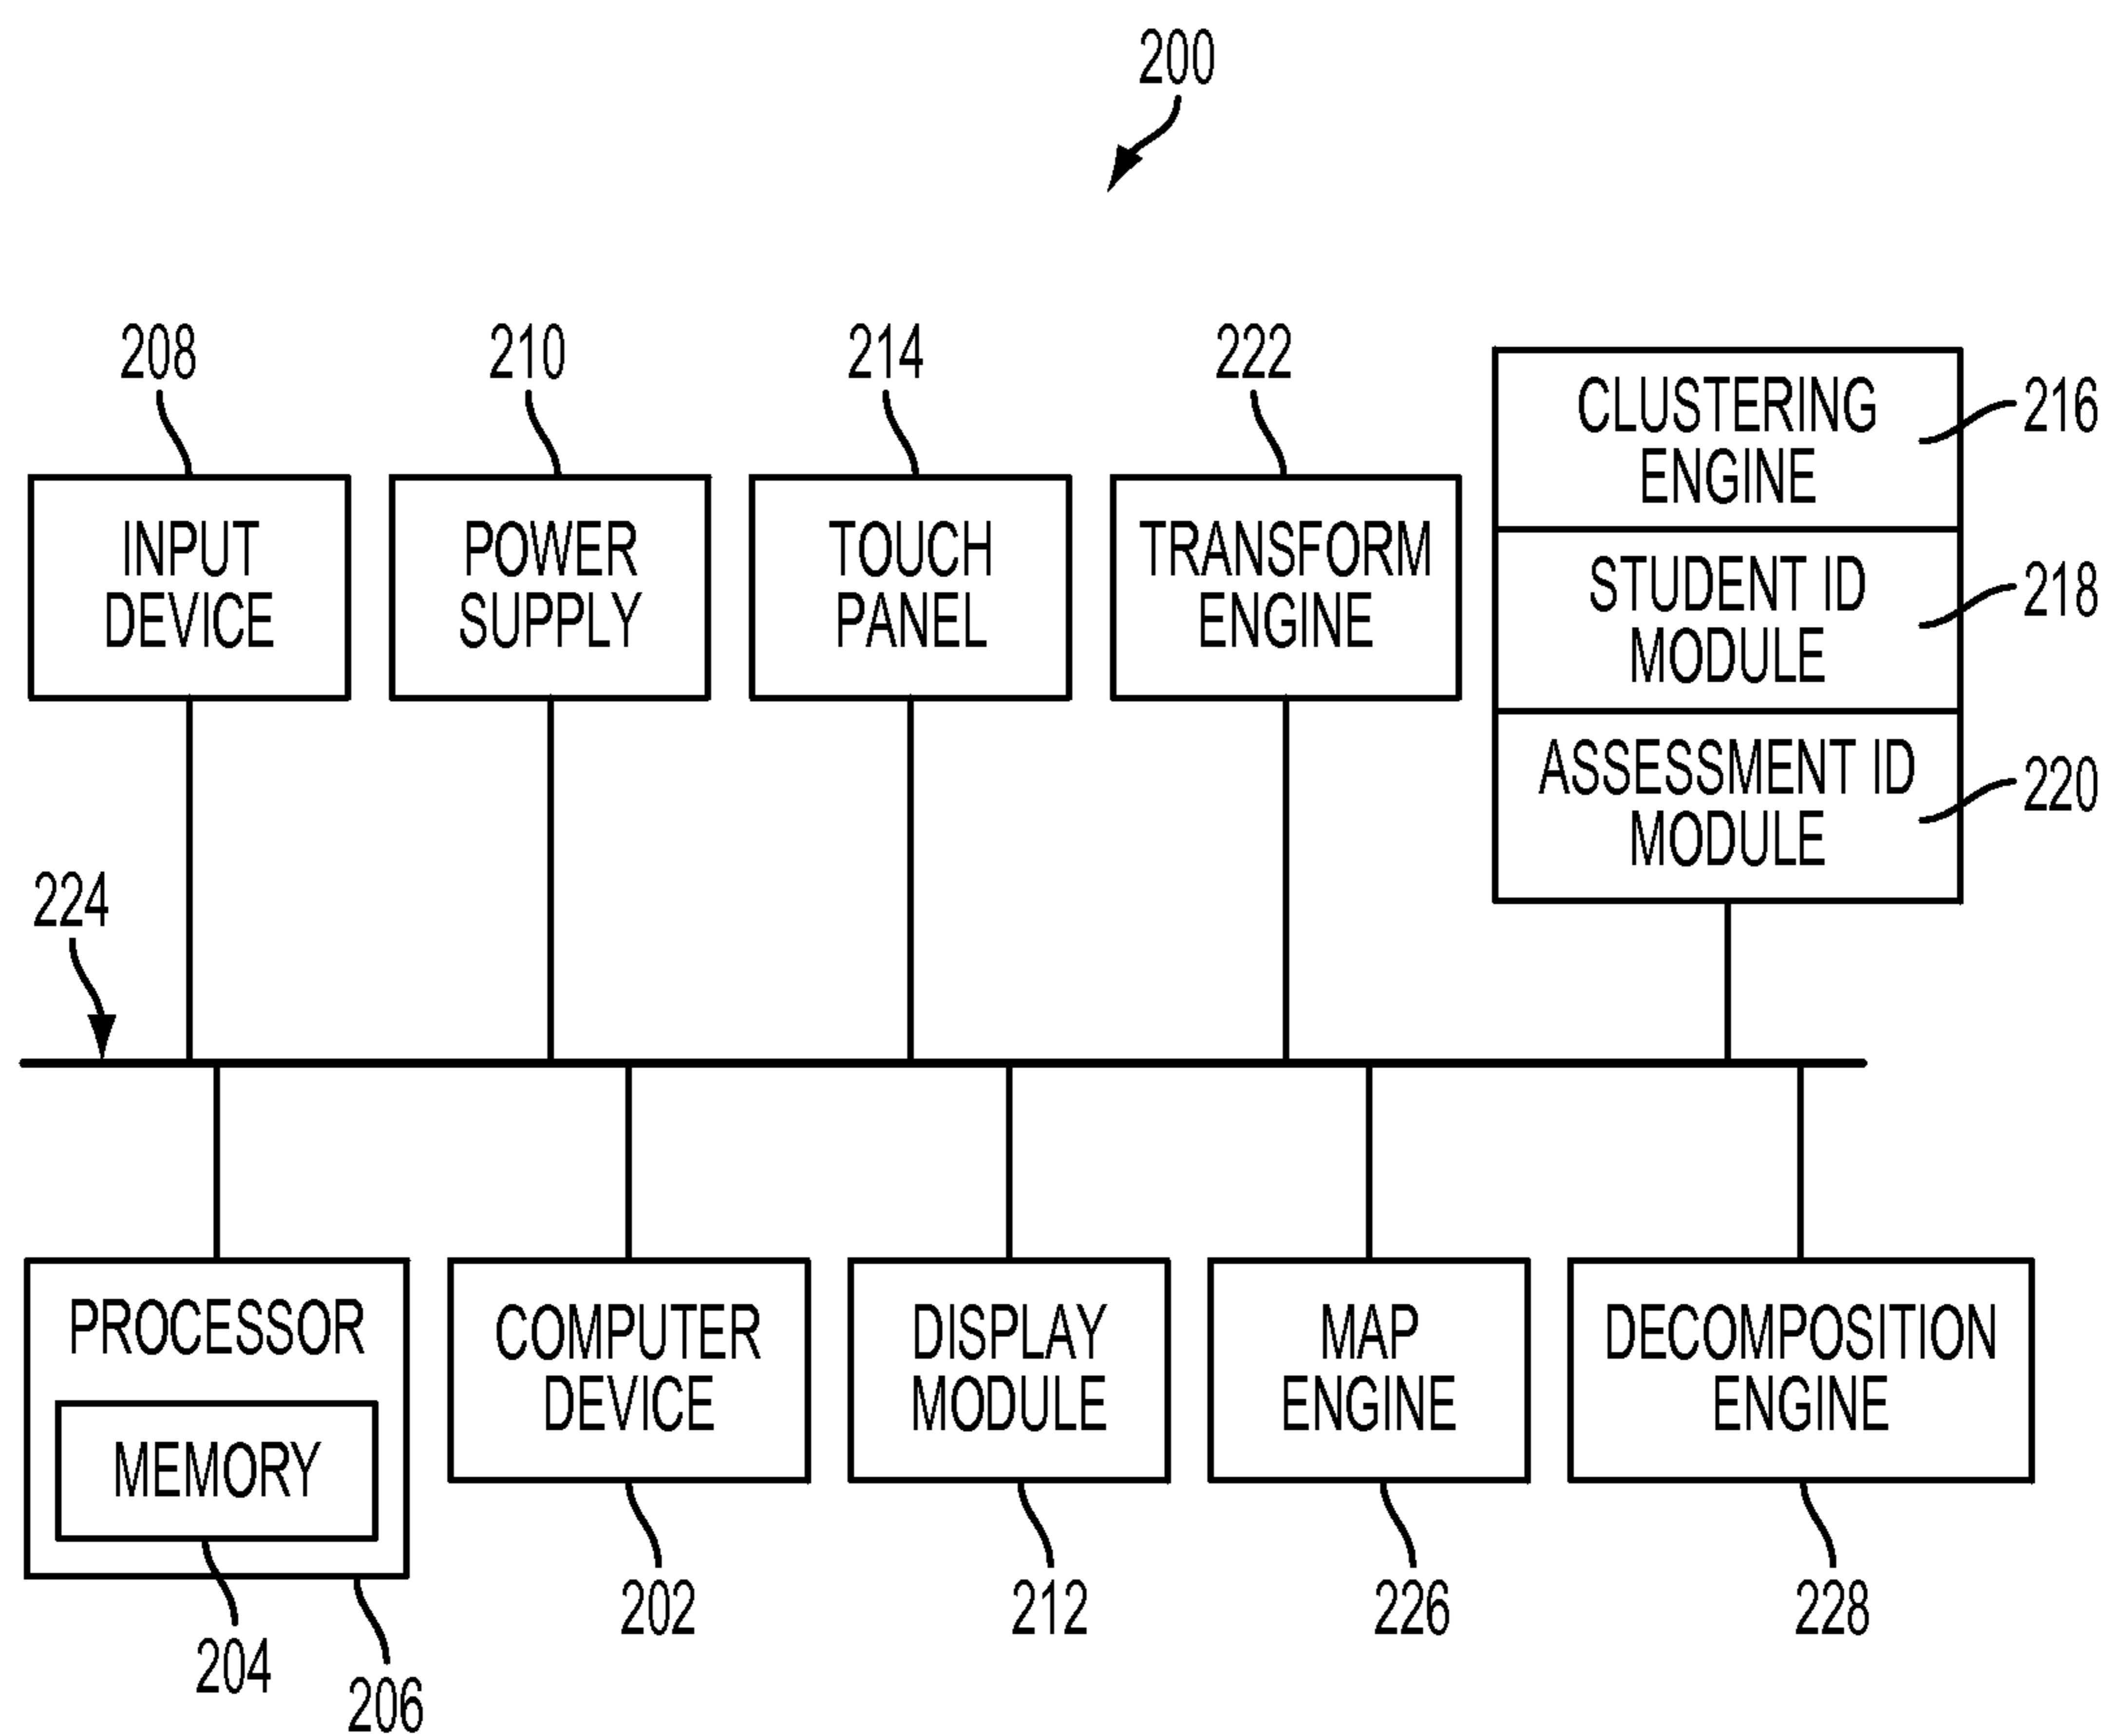 200
208
210
214
222
INPUT
DEVICE
POWER
SUPPLY
TOUCH
PANEL
TRANSFORM
ENGINE
CLUSTERING
ENGINE
216
STUDENT ID
MODULE
218
ASSESSMENT ID
MODULE
220
224
PROCESSOR
MEMORY
COMPUTER
DEVICE
DISPLAY
MODULE
MAP
ENGINE
DECOMPOSITION
ENGINE
204
206
202
212
226
228